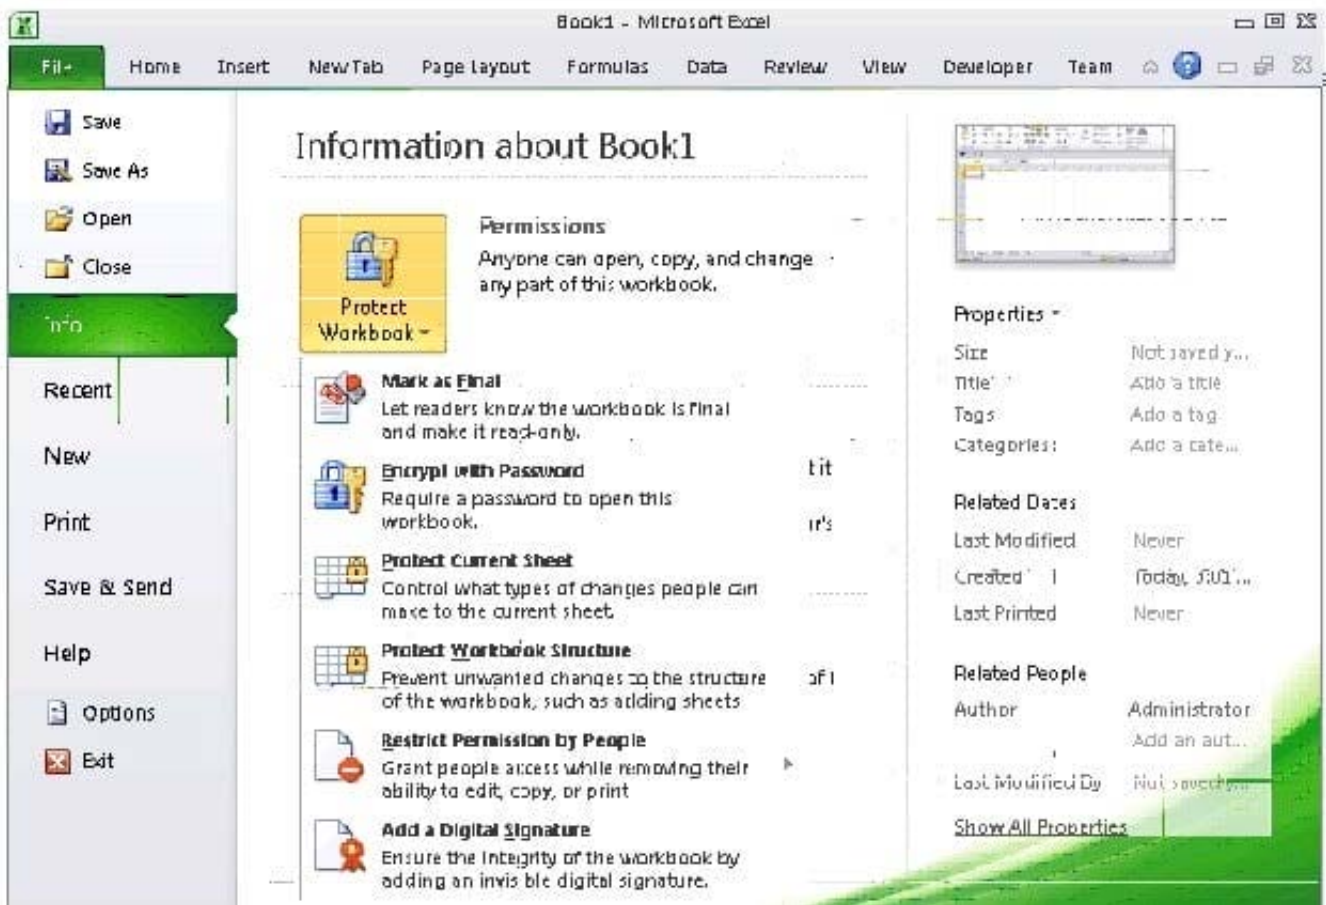 Book1 - Microsoft Excel
File Home Insert New Tab Page Layout Formulas Data Review View Developer Team
Save
Save As
Open
Close
Info
Recent
New
Print
Save & Send
Help
Options
Exit
Information about Book1
Protect
Workbook
Permissions
Anyone can open, copy, and change
any part of this workbook.
Mark as Final
Let readers know the workbook is final
and make it read-only.
Encrypt with Password
Require a password to open this
workbook.
Protect Current Sheet
Control what types of changes people can
make to the current sheet.
Protect Workbook Structure
Prevent unwanted changes to the structure
of the workbook, such as adding sheets
Restrict Permission by People
Grant people access while removing their
ability to edit, copy, or print
Add a Digital Signature
Ensure the integrity of the workbook by
adding an invisible digital signature.
t it
ur's
of t
Properties
Size Not saved y...
Title Add a title
Tags Add a tag
Categories Add a cate...
Related Dates
Last Modified Never
Created Today,
Last Printed Never
Related People
Author Administrator
Add an aut...
Last Modified By Not saved y...
Show All Properties